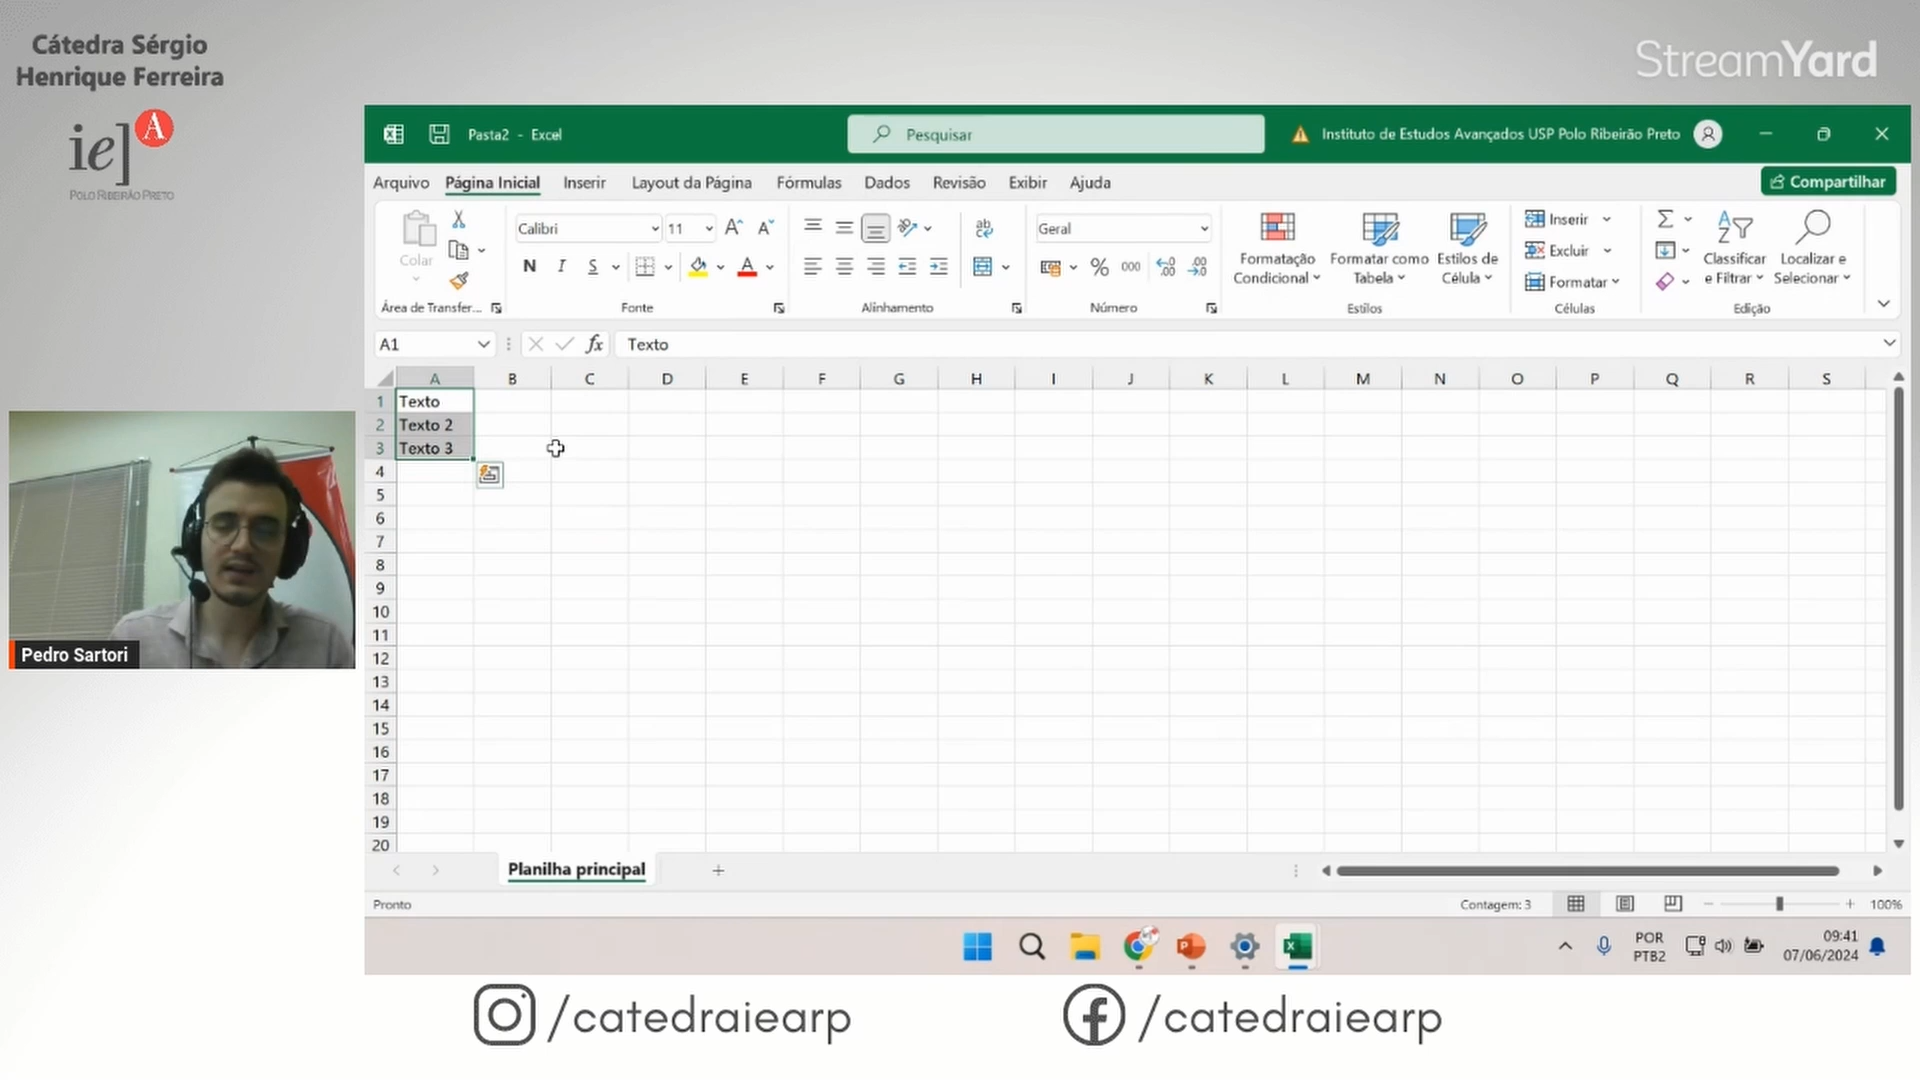 Cátedra Sérgio
Henrique Ferreira
StreamYard
ie] A
POLO RIBEIRÃO PRETO
Pasta2 - Excel
Pesquisar
Instituto de Estudos Avançados USP Polo Ribeirão Preto
Arquivo Página Inicial Inserir Layout da Página Fórmulas Dados Revisão Exibir Ajuda
Compartilhar
Colar
Calibri 11
Geral
N I S
A
% 000
Formatação Condicional
Formatar como Tabela
Estilos de Célula
Inserir
Excluir
Formatar
Classificar e Filtrar
Localizar e Selecionar
Área de Transfer... Fonte Alinhamento Número Estilos Células Edição
A1 fx Texto
A B C D E F G H I J K L M N O P Q R S
1 Texto
2 Texto 2
3 Texto 3
4
5
6
7
8
9
10
11
12
13
14
15
16
17
18
19
20
Pedro Sartori
Planilha principal
Pronto
Contagem: 3
100%
POR
PTB2
09:41
07/06/2024
/catedraiearp
/catedraiearp